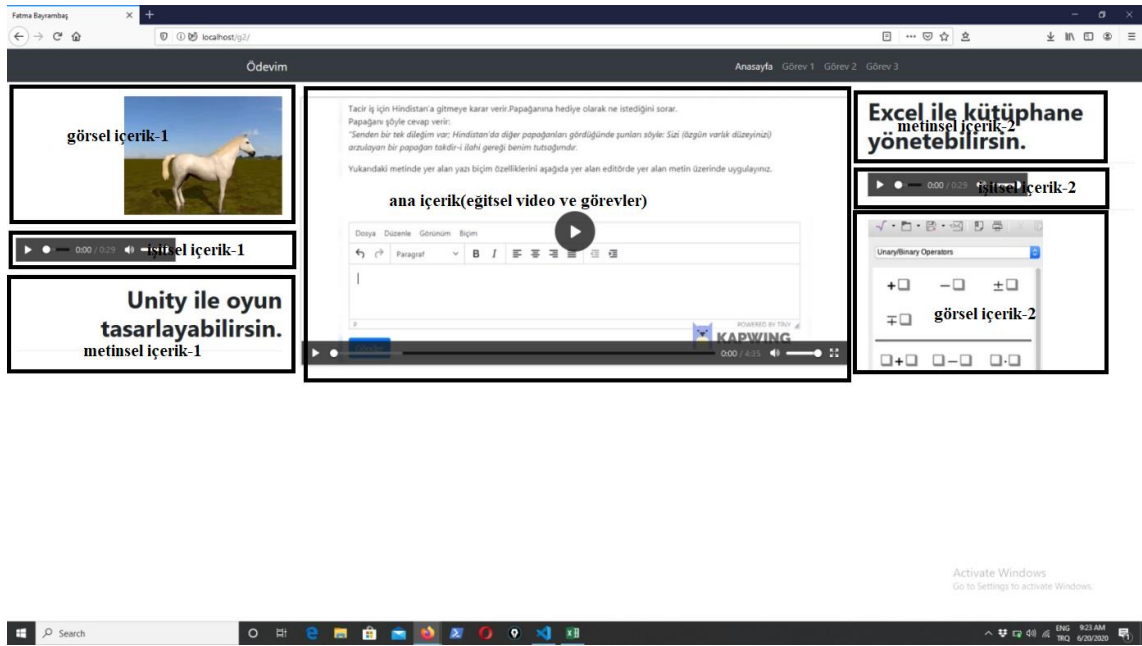 Fatma Bayrambaş
localhost/g2/
Ödevim
Anasayfa Görev 1 Görev 2 Görev 3
görsel içerik-1
0:00 / 0:29
işitsel içerik-1
Unity ile oyun
tasarlayabilirsin.
metinsel içerik-1
Tacir iş için Hindistan'a gitmeye karar verir.Papağanına hediye olarak ne istediğini sorar.
Papağanı şöyle cevap verir:
"Senden bir tek dileğim var; Hindistan'da diğer papağanları gördüğünde şunları söyle: Sizi (özgün varlık düzeyinizi)
arzulayan bir papağan takdir-i ilahi gereği benim tutsağımdır.
Yukarıdaki metinde yer alan yazı biçim özelliklerini aşağıda yer alan editörde yer alan metin üzerinde uygulayınız.
ana içerik(eğitsel video ve görevler)
Dosya Düzenle Görünüm Biçim
Paragraf B I
P
POWERED BY TINY
KAPWING
0:00 / 4:35
Excel ile kütüphane
metinsel içerik-2
yönetebilirsin.
0:00 / 0:29
işitsel içerik-2
Unary/Binary Operators
+□ −□ ±□
∓□
görsel içerik-2
□+□ □−□ □·□
Activate Windows
Go to Settings to activate Windows.
Search
ENG 9:23 AM
TRQ 6/20/2020